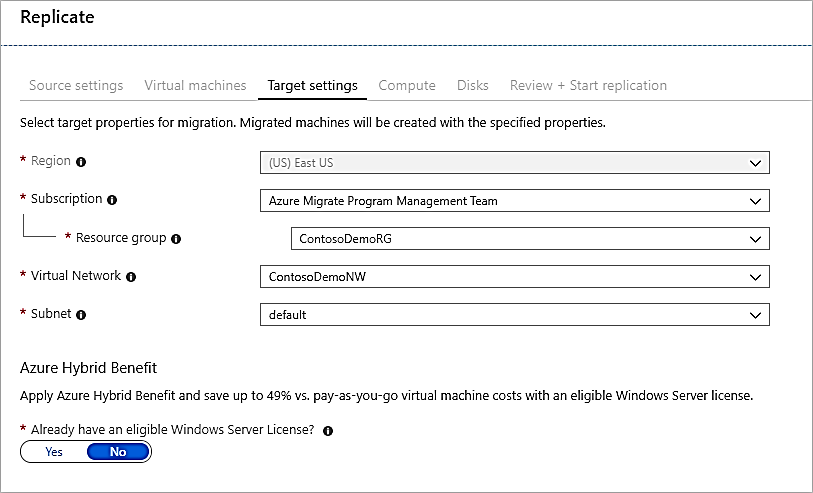 Replicate
Source settings Virtual machines Target settings Compute Disks Review + Start replication
Select target properties for migration. Migrated machines will be created with the specified properties.
* Region (US) East US
* Subscription Azure Migrate Program Management Team
* Resource group ContosoDemoRG
* Virtual Network ContosoDemoNW
* Subnet default
Azure Hybrid Benefit
Apply Azure Hybrid Benefit and save up to 49% vs. pay-as-you-go virtual machine costs with an eligible Windows Server license.
* Already have an eligible Windows Server License?
Yes No